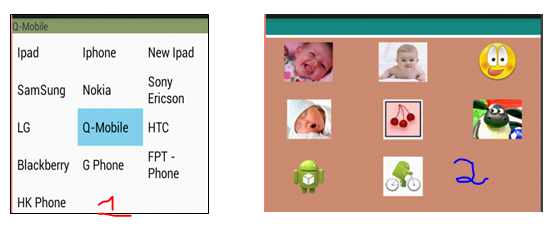 Q-Mobile
Ipad Iphone New Ipad
SamSung Nokia Sony Ericson
LG Q-Mobile HTC
Blackberry G Phone FPT - Phone
HK Phone 1
2